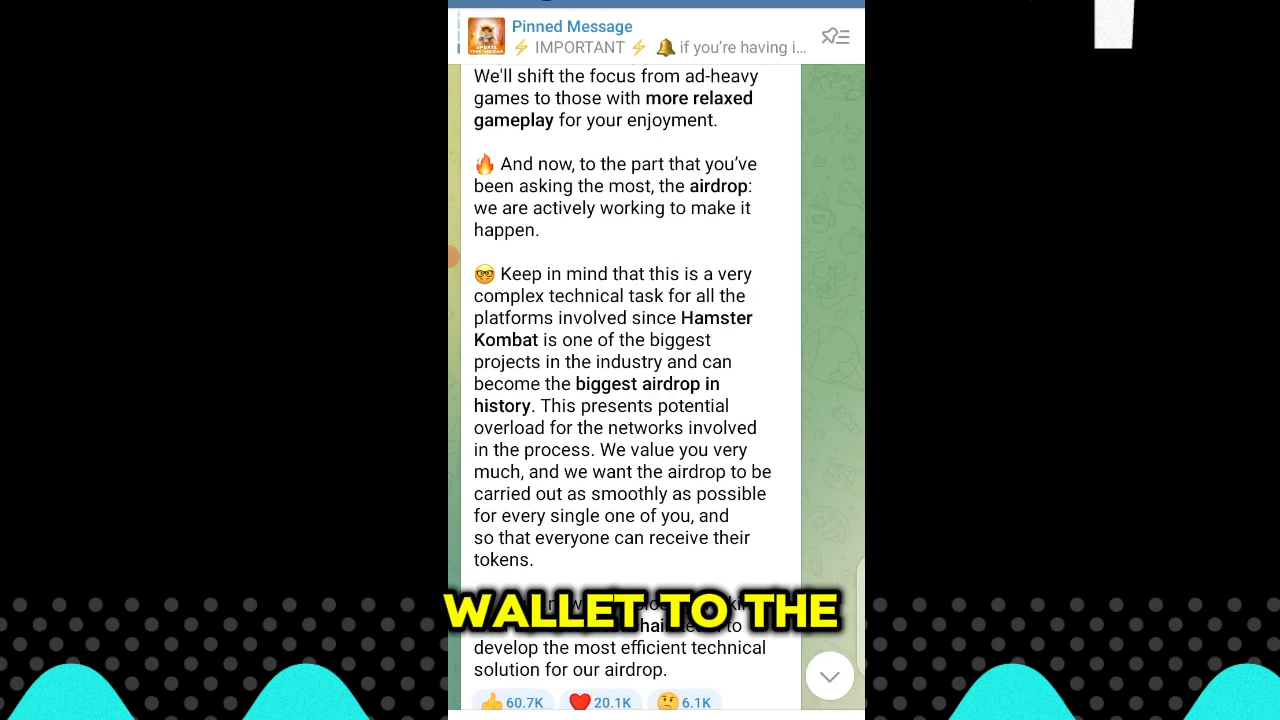 Pinned Message
⚡ IMPORTANT ⚡ 🔔 if you're having i...
UPDATE
We'll shift the focus from ad-heavy
games to those with more relaxed
gameplay for your enjoyment.
🔥 And now, to the part that you've
been asking the most, the airdrop:
we are actively working to make it
happen.
🤓 Keep in mind that this is a very
complex technical task for all the
platforms involved since Hamster
Kombat is one of the biggest
projects in the industry and can
become the biggest airdrop in
history. This presents potential
overload for the networks involved
in the process. We value you very
much, and we want the airdrop to be
carried out as smoothly as possible
for every single one of you, and
so that everyone can receive their
tokens.
WALLET TO THE
to
develop the most efficient technical
solution for our airdrop.
👍 60.7K ❤️ 20.1K 🤔 6.1K